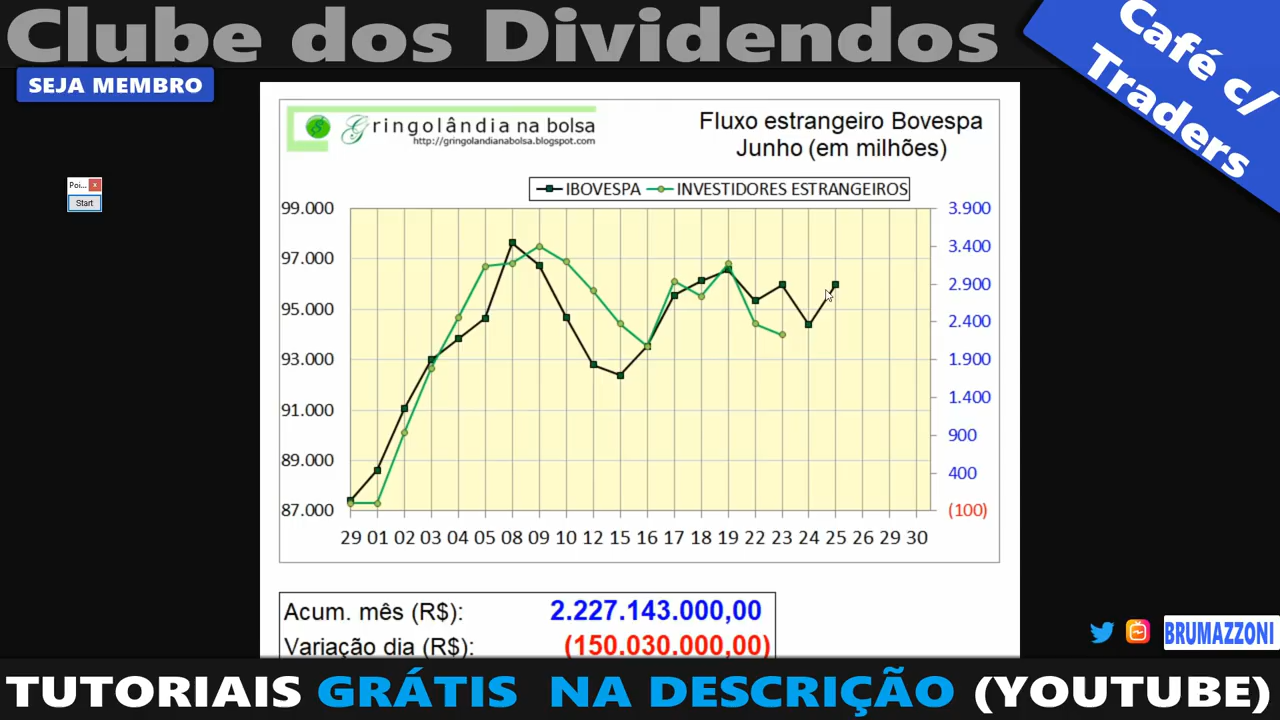 Clube dos Dividendos
Café c/
Traders
SEJA MEMBRO
Poi... x
Start
$ Gringolândia na bolsa
http://gringolandianabolsa.blogspot.com
Fluxo estrangeiro Bovespa
Junho (em milhões)
IBOVESPA INVESTIDORES ESTRANGEIROS
99.000 3.900
97.000 3.400
95.000 2.900
93.000 2.400
91.000 1.900
89.000 1.400
87.000 900
400
(100)
29 01 02 03 04 05 08 09 10 12 15 16 17 18 19 22 23 24 25 26 29 30
Acum. mês (R$): 2.227.143.000,00
Variação dia (R$): (150.030.000,00)
BRUMAZZONI
TUTORIAIS GRÁTIS NA DESCRIÇÃO (YOUTUBE)